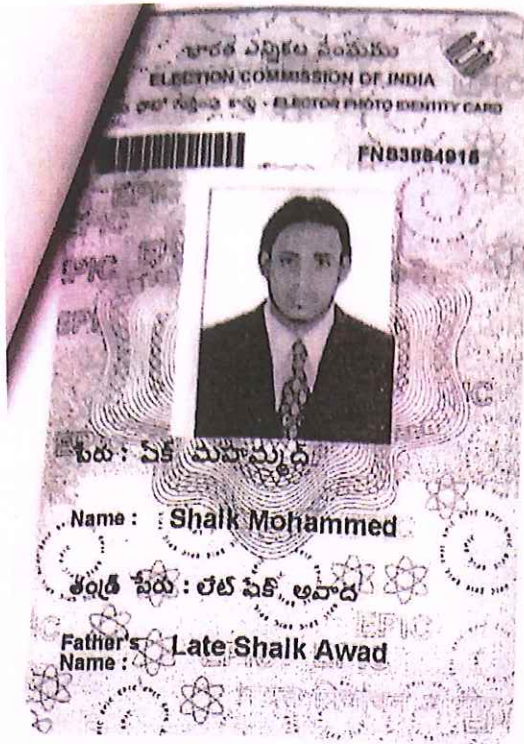 భారత ఎన్నికల సంఘము
ELECTION COMMISSION OF INDIA
ELECTOR PHOTO IDENTITY CARD
పేరు : షేక్ మహమ్మద్
Name : Shaik Mohammed
తండ్రి పేరు : లేట్ షేక్ అవాద
Father's Name : Late Shaik Awad